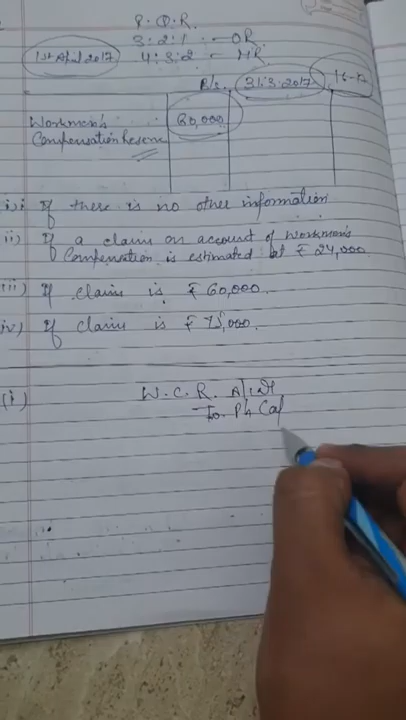 P. Q. R.
3 : 2 : 1 - OR
1st April 2017 4 : 3 : 2 - NR
B/S. 31.3.2017 16-17
Workmen's 60,000
Compensation Reserve
i) If there is no other information
ii) If a claim on account of Workmen's
Compensation is estimated at ₹ 24,000.
iii) If claim is ₹ 60,000.
iv) If claim is ₹ 75,000.
(i) W. C. R. A/c Dr
To P's Cap